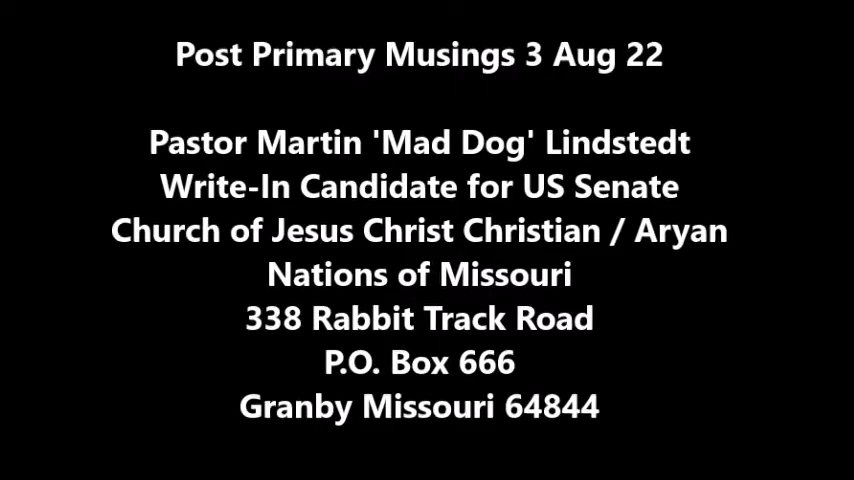 Post Primary Musings 3 Aug 22
Pastor Martin 'Mad Dog' Lindstedt
Write-In Candidate for US Senate
Church of Jesus Christ Christian / Aryan
Nations of Missouri
338 Rabbit Track Road
P.O. Box 666
Granby Missouri 64844